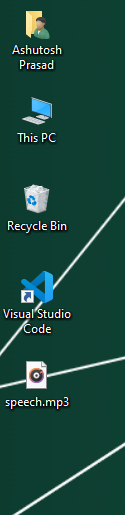 Ashutosh
Prasad
This PC
Recycle Bin
Visual Studio
Code
speech.mp3